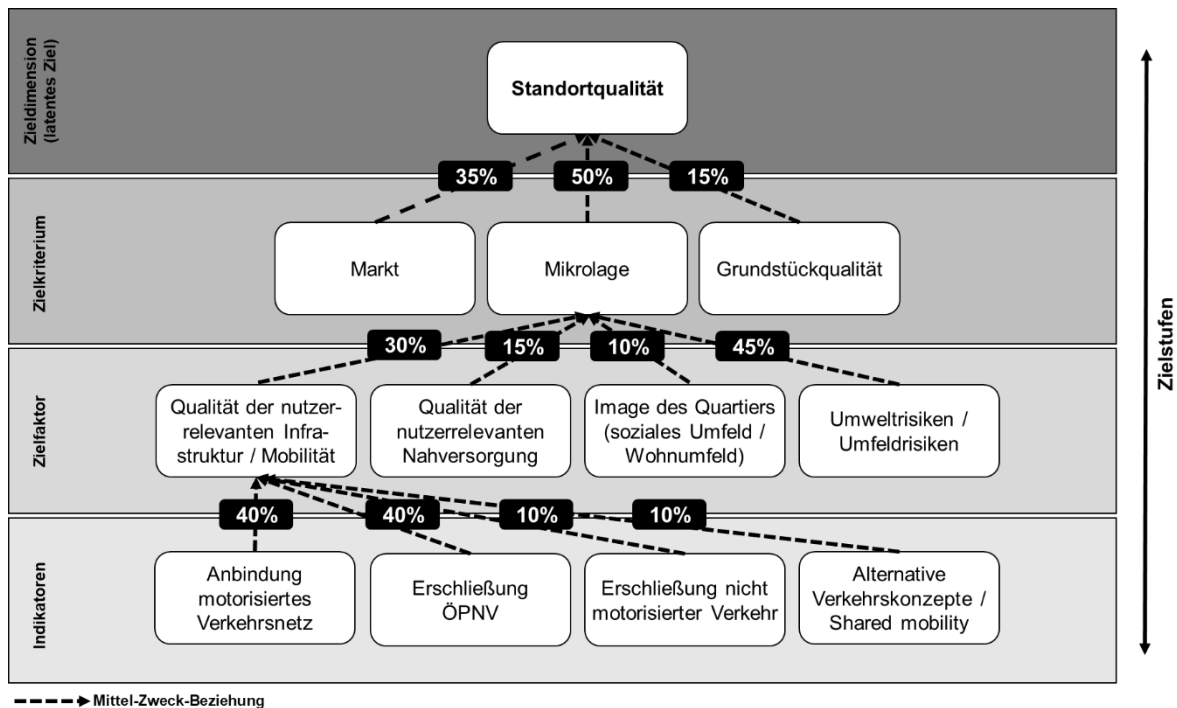 Zieldimension
(latentes Ziel)
Standortqualität
35%
50%
15%
Zielkriterium
Markt
Mikrolage
Grundstückqualität
30%
15%
10%
45%
Zielfaktor
Qualität der nutzer-
relevanten Infra-
struktur / Mobilität
Qualität der
nutzerrelevanten
Nahversorgung
Image des Quartiers
(soziales Umfeld /
Wohnumfeld)
Umweltrisiken /
Umfeldrisiken
40%
40%
10%
10%
Indikatoren
Anbindung
motorisiertes
Verkehrsnetz
Erschließung
ÖPNV
Erschließung nicht
motorisierter Verkehr
Alternative
Verkehrskonzepte /
Shared mobility
Zielstufen
Mittel-Zweck-Beziehung